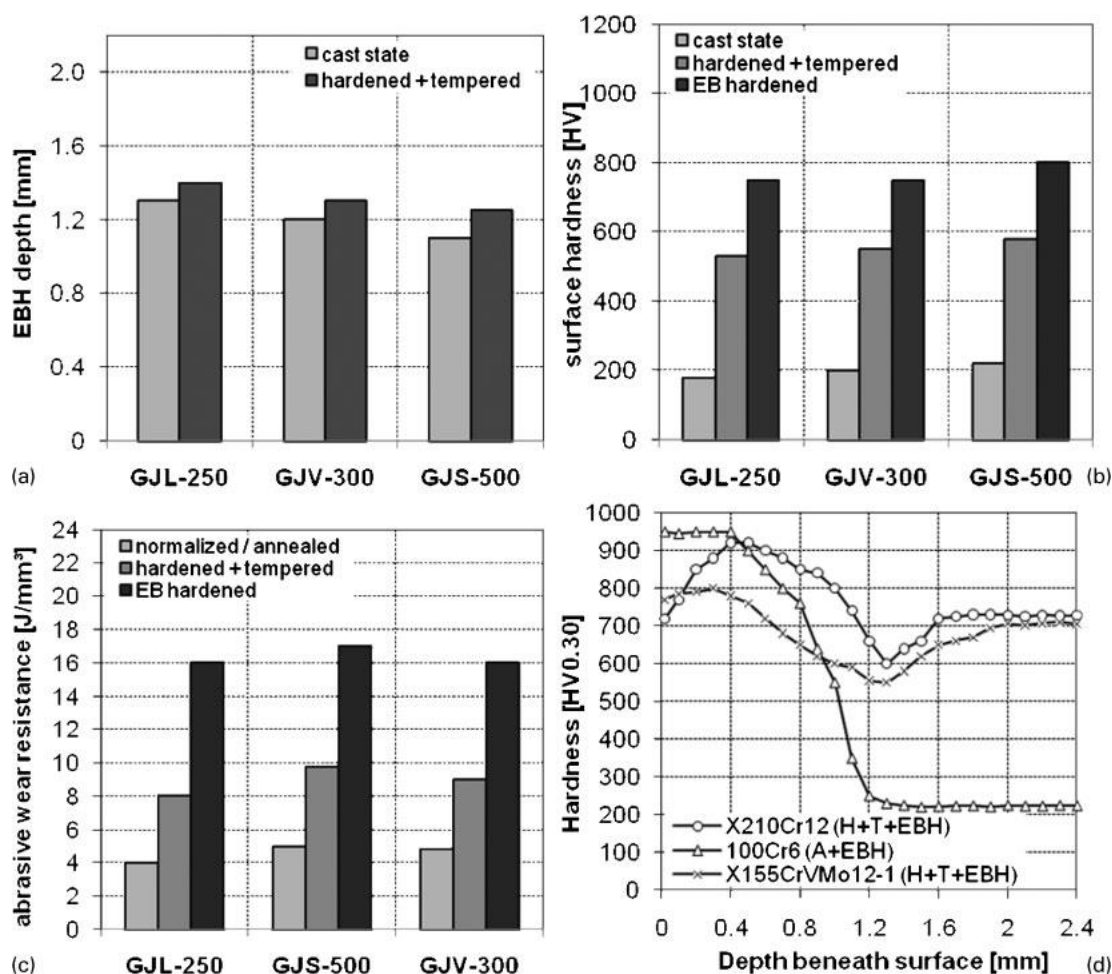 cast state
hardened + tempered
EBH depth [mm]
2.0
1.6
1.2
0.8
0.4
0
GJL-250
GJV-300
GJS-500
(a)
cast state
hardened + tempered
EB hardened
surface hardness [HV]
1200
1000
800
600
400
200
0
GJL-250
GJV-300
GJS-500
(b)
normalized / annealed
hardened + tempered
EB hardened
abrasive wear resistance [J/mm³]
24
22
20
18
16
14
12
10
8
6
4
2
0
GJL-250
GJS-500
GJV-300
(c)
Hardness [HV0.30]
1000
900
800
700
600
500
400
300
200
100
0
X210Cr12 (H+T+EBH)
100Cr6 (A+EBH)
X155CrVMo12-1 (H+T+EBH)
0
0.4
0.8
1.2
1.6
2
2.4
Depth beneath surface [mm]
(d)